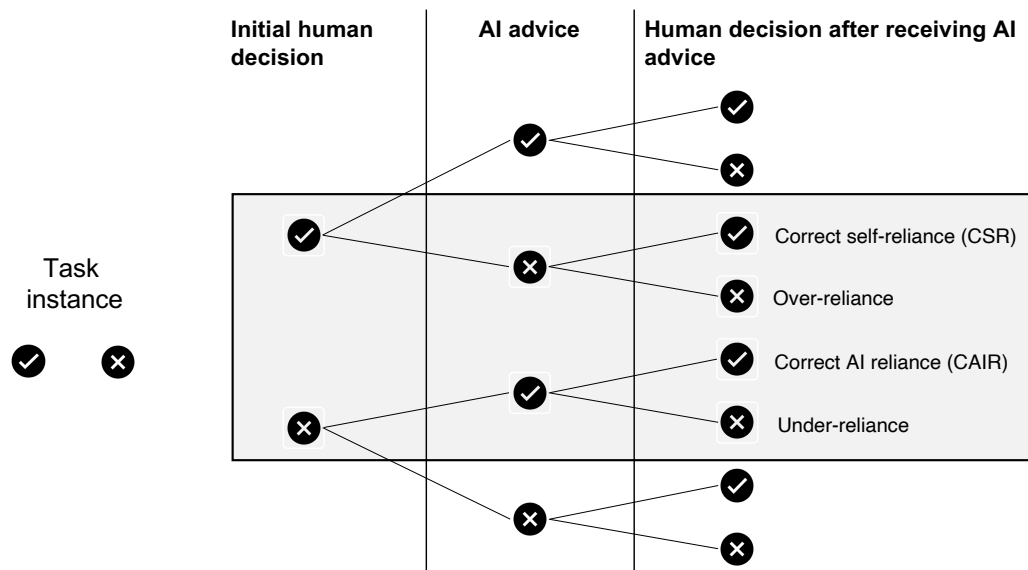 Initial human
decision
AI advice
Human decision after receiving AI
advice
Task
instance
Correct self-reliance (CSR)
Over-reliance
Correct AI reliance (CAIR)
Under-reliance